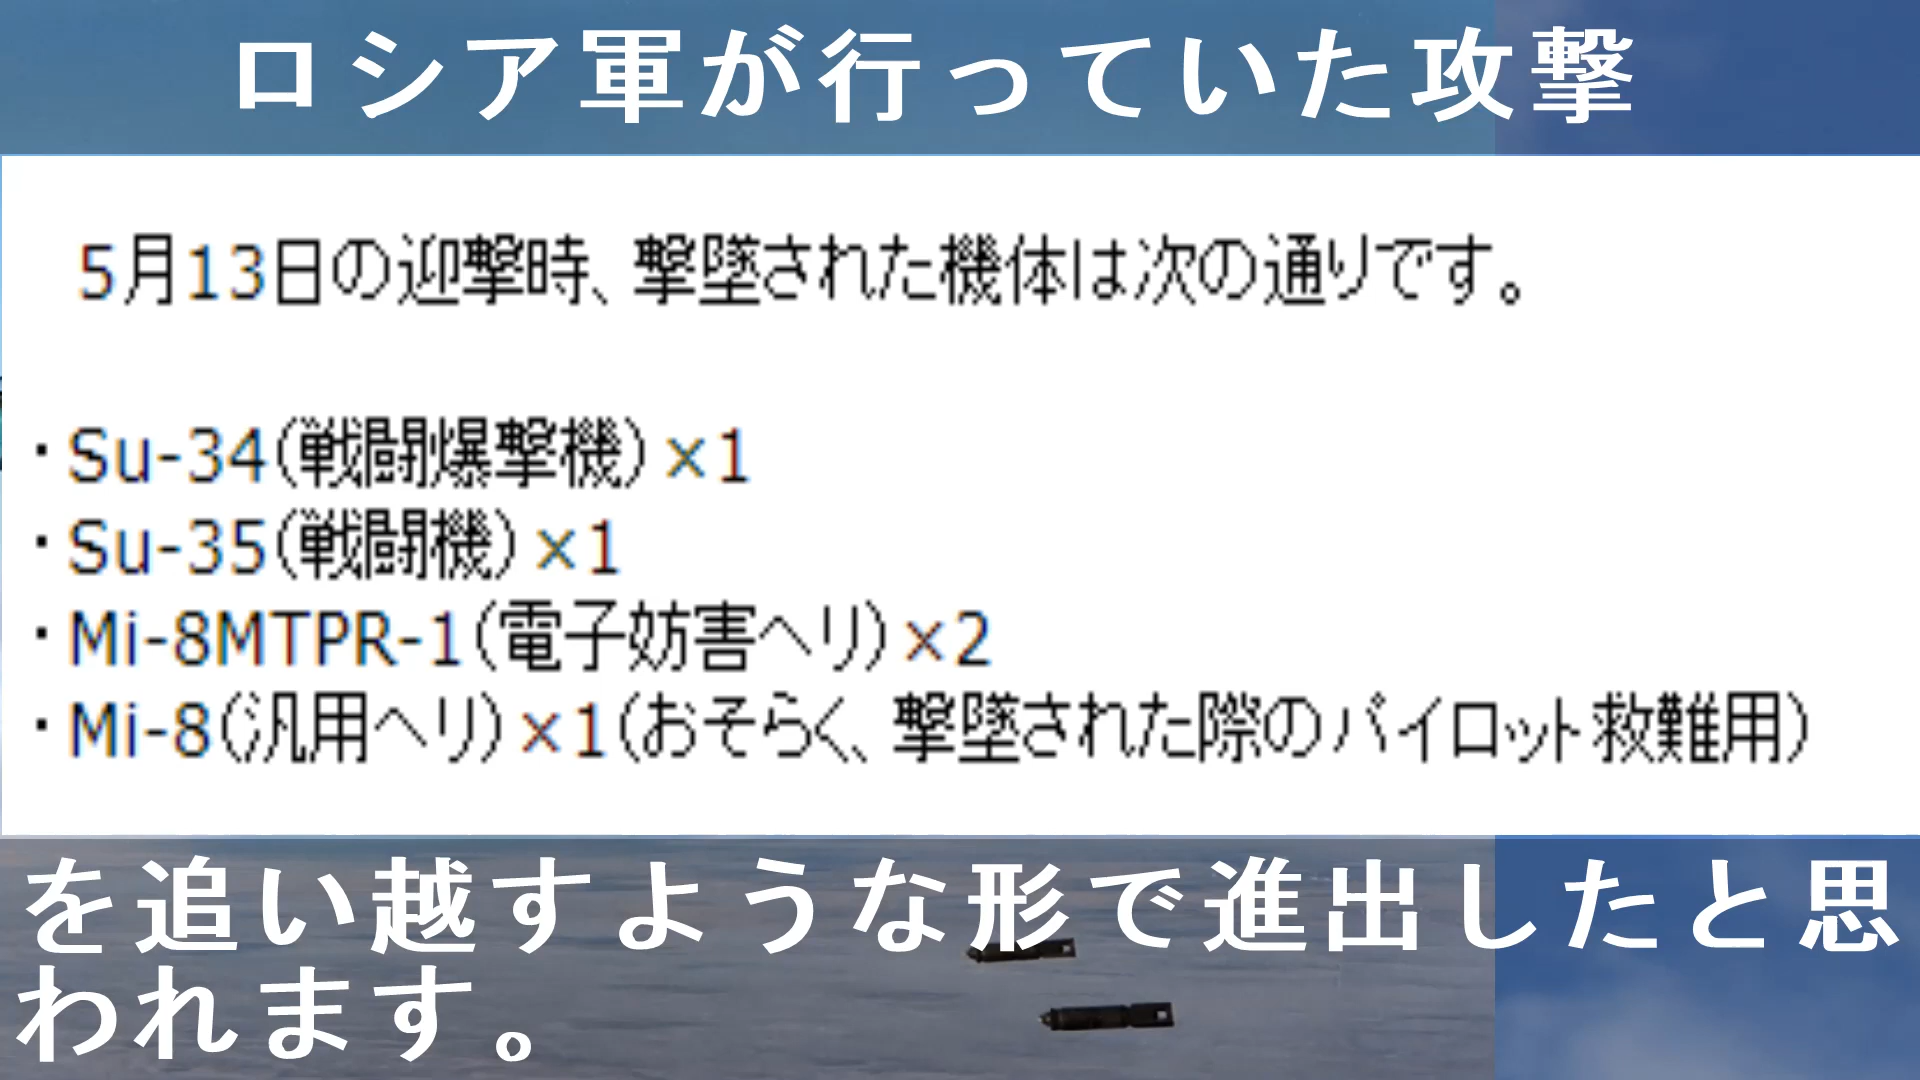 ロシア軍が行っていた攻撃
5月13日の迎撃時、撃墜された機体は次の通りです。
・Su-34(戦闘爆撃機)×1
・Su-35(戦闘機)×1
・Mi-8MTPR-1(電子妨害ヘリ)×2
・Mi-8(汎用ヘリ)×1(おそらく、撃墜された際のパイロット救難用)
を追い越すような形で進出したと思
われます。